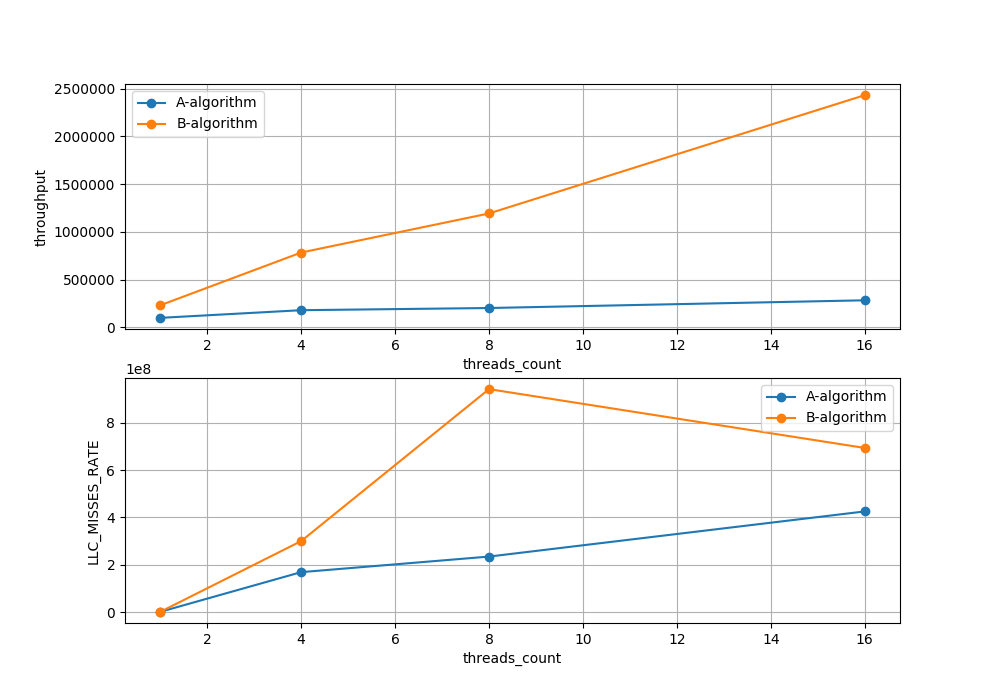 2500000
2000000
1500000
1000000
500000
0
throughput
A-algorithm
B-algorithm
2 4 6 8 10 12 14 16
threads_count
1e8
8
6
4
2
0
LLC_MISSES_RATE
A-algorithm
B-algorithm
2 4 6 8 10 12 14 16
threads_count